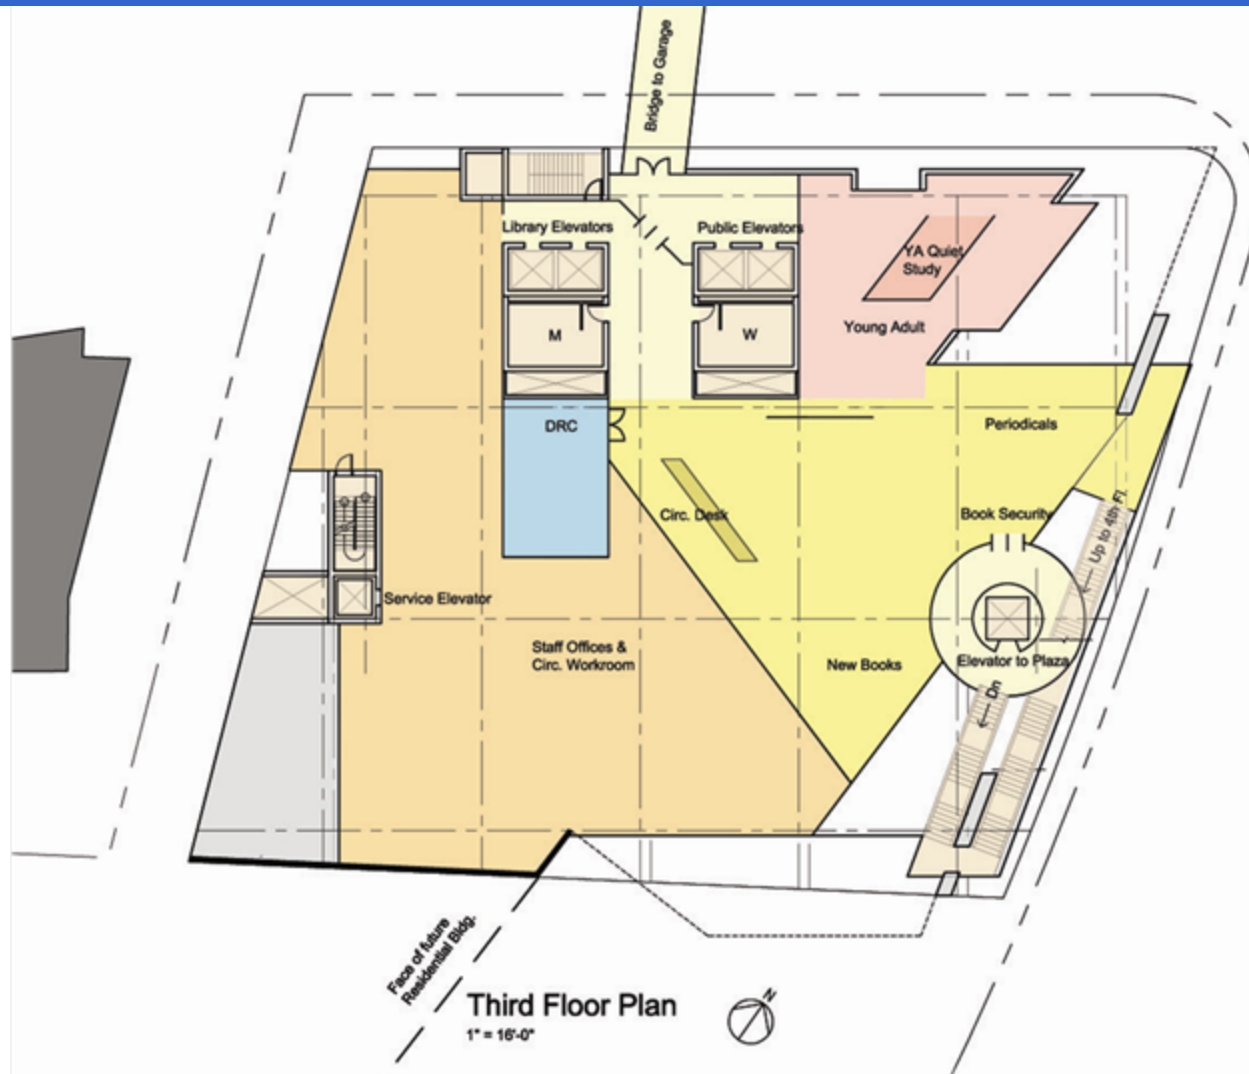 Bridge to Garage
Library Elevators
Public Elevators
YA Quiet
Study
M
W
Young Adult
DRC
Periodicals
Circ. Desk
Book Security
Up to 4th Fl.
Service Elevator
Staff Offices &
Circ. Workroom
New Books
Elevator to Plaza
Dn
Face of future
Residential Bldg.
Third Floor Plan
1" = 16'-0"
N